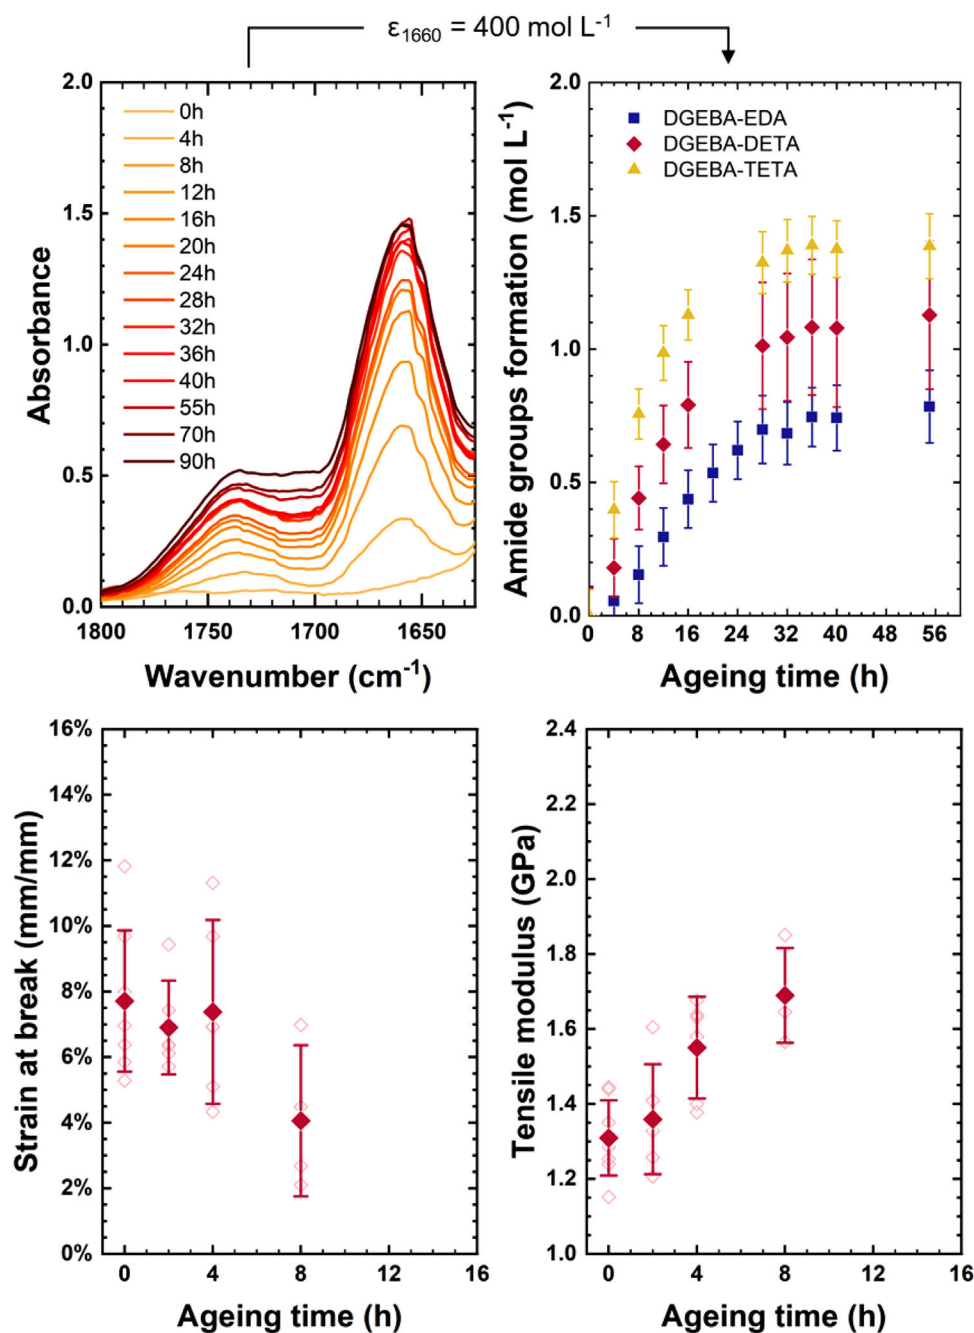 ε1660 = 400 mol L-1
2.0
1.5
1.0
0.5
0.0
Absorbance
0h
4h
8h
12h
16h
20h
24h
28h
32h
36h
40h
55h
70h
90h
1800 1750 1700 1650
Wavenumber (cm-1)
2.0
1.5
1.0
0.5
0.0
Amide groups formation (mol L-1)
DGEBA-EDA
DGEBA-DETA
DGEBA-TETA
0 8 16 24 32 40 48 56
Ageing time (h)
16%
14%
12%
10%
8%
6%
4%
2%
0%
Strain at break (mm/mm)
0 4 8 12 16
Ageing time (h)
2.4
2.2
2.0
1.8
1.6
1.4
1.2
1.0
Tensile modulus (GPa)
0 4 8 12 16
Ageing time (h)